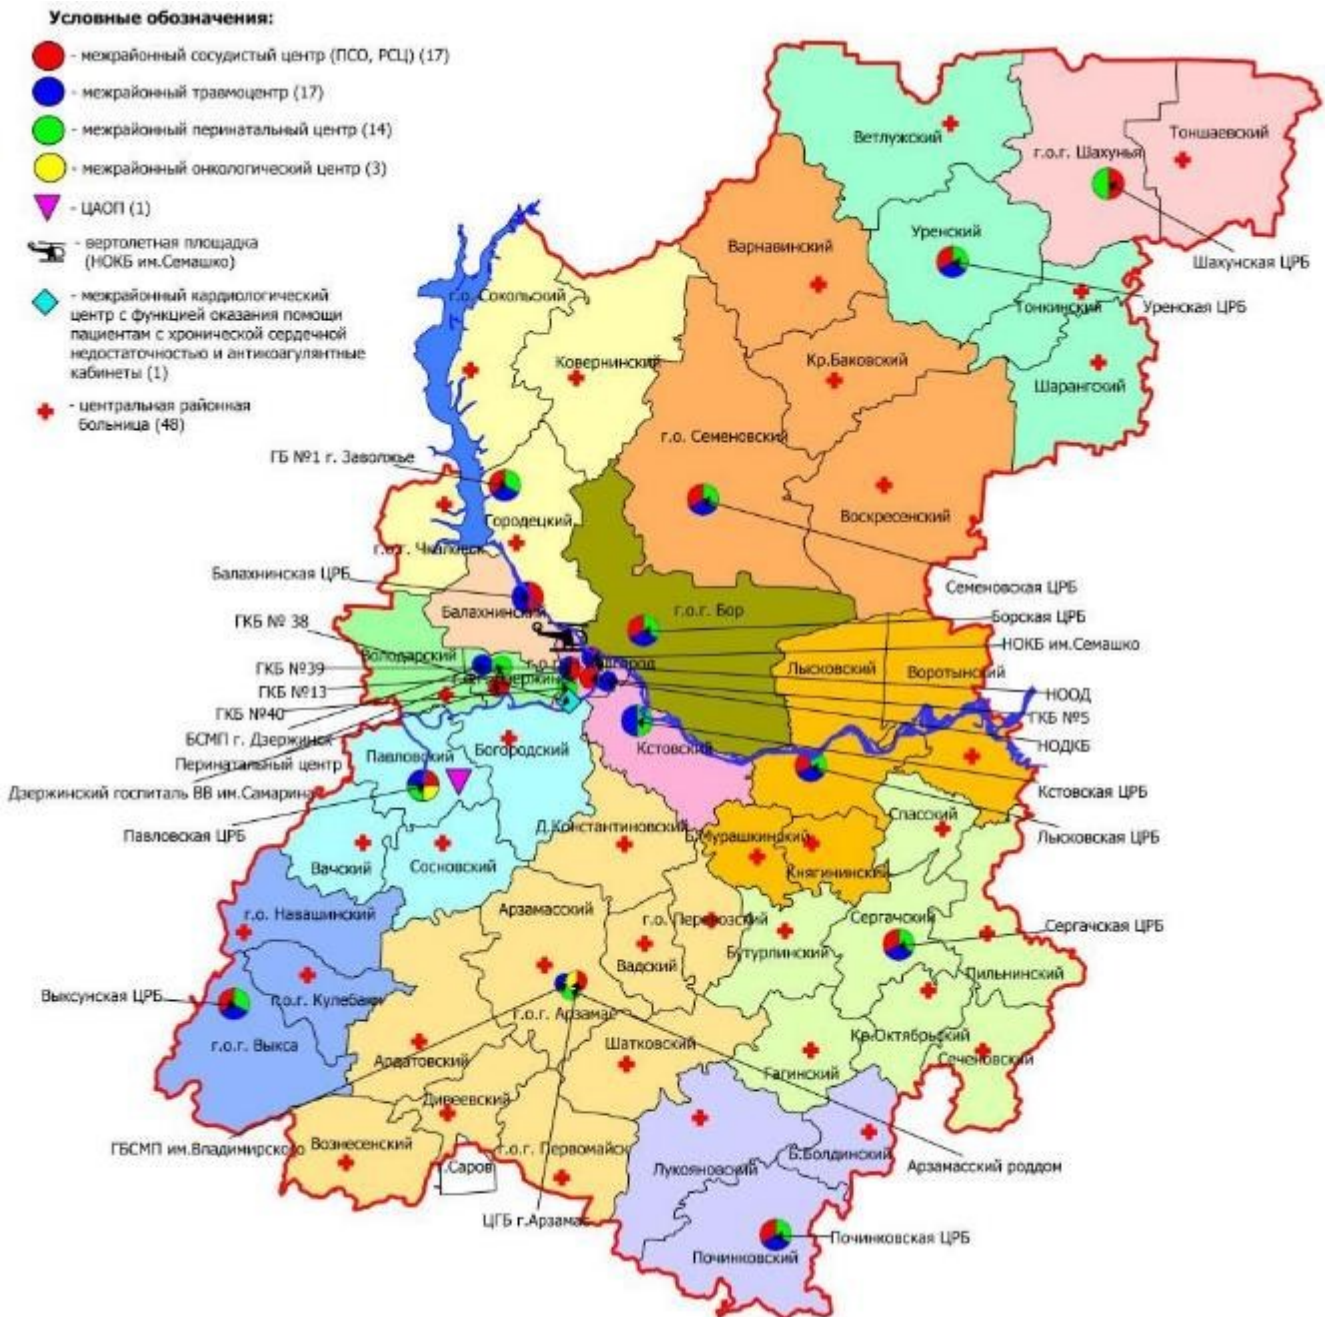 Условные обозначения:
- межрайонный сосудистый центр (ПСО, РСЦ) (17)
- межрайонный травмоцентр (17)
- межрайонный перинатальный центр (14)
- межрайонный онкологический центр (3)
- ЦАОП (1)
- вертолетная площадка
(НОКБ им.Семашко)
- межрайонный кардиологический
центр с функцией оказания помощи
пациентам с хронической сердечной
недостаточностью и антикоагулянтные
кабинеты (1)
- центральная районная
больница (48)
Ветлужский
г.о.г. Шахунья
Тоншаевский
Уренский
Варнавинский
Шахунская ЦРБ
г.о. Сокольский
Тонкинский
Уренская ЦРБ
Ковернинский
Кр.Баковский
Шарангский
г.о. Семеновский
ГБ №1 г. Заволжье
Городецкий
Воскресенский
г.о.г. Чкаловск
Балахнинская ЦРБ
Семеновская ЦРБ
Балахнинский
г.о.г. Бор
Борская ЦРБ
ГКБ № 38
НОКБ им.Семашко
Володарский
Лысковский
Воротынский
ГКБ №39
ГКБ №13
НООД
ГКБ №40
ГКБ №5
БСМП г. Дзержинск
НОДКБ
Павловский
Богородский
Кстовский
Перинатальный центр
Дзержинский госпиталь ВВ им.Самарина
Кстовская ЦРБ
Павловская ЦРБ
Спасский
Лысковская ЦРБ
Д.Константиновский
Б.Мурашкинский
Вачский
Сосновский
Княгининский
г.о. Навашинский
Арзамасский
г.о. Перевозский
Сергачский
Сергачская ЦРБ
Бутурлинский
Вадский
Пильнинский
Выксунская ЦРБ
г.о.г. Кулебаки
г.о.г. Арзамас
Кр.Октябрьский
г.о.г. Выкса
Шатковский
Ардатовский
Гагинский
Сеченовский
Дивеевский
ГБСМП им.Владимирского
Вознесенский
г.о.г. Первомайск
г.Саров
Лукояновский
Б.Болдинский
Арзамасский роддом
ЦГБ г.Арзамас
Починковская ЦРБ
Починковский